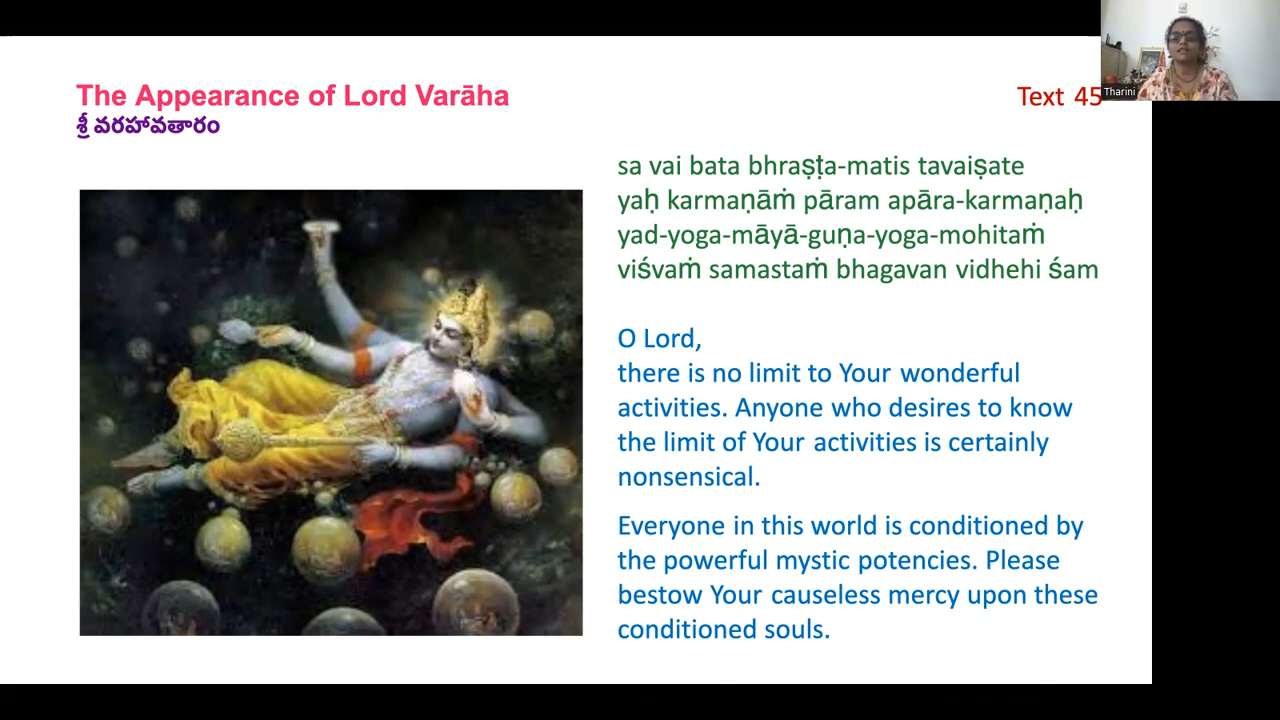 The Appearance of Lord Varāha
Text 45
శ్రీ వరహావతారం
Tharini
sa vai bata bhraṣṭa-matis tavaiṣate
yaḥ karmaṇāṁ pāram apāra-karmaṇaḥ
yad-yoga-māyā-guṇa-yoga-mohitaṁ
viśvaṁ samastaṁ bhagavan vidhehi śam
O Lord,
there is no limit to Your wonderful
activities. Anyone who desires to know
the limit of Your activities is certainly
nonsensical.
Everyone in this world is conditioned by
the powerful mystic potencies. Please
bestow Your causeless mercy upon these
conditioned souls.